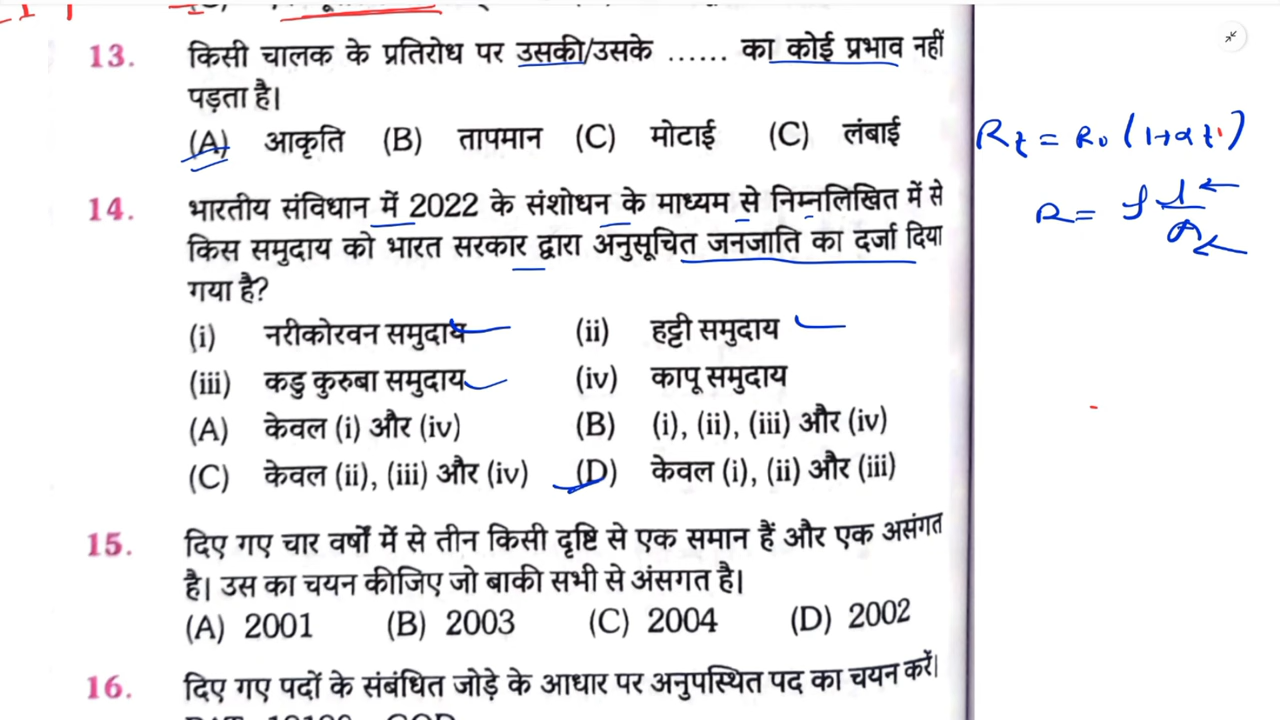 13. किसी चालक के प्रतिरोध पर उसकी/उसके ...... का कोई प्रभाव नहीं
पड़ता है।
(A) आकृति (B) तापमान (C) मोटाई (C) लंबाई
R_t = R_0 (1+αt)
R = ρ l/A
14. भारतीय संविधान में 2022 के संशोधन के माध्यम से निम्नलिखित में से
किस समुदाय को भारत सरकार द्वारा अनुसूचित जनजाति का दर्जा दिया
गया है?
(i) नरीकोरवन समुदाय (ii) हट्टी समुदाय
(iii) कडु कुरुबा समुदाय (iv) कापू समुदाय
(A) केवल (i) और (iv) (B) (i), (ii), (iii) और (iv)
(C) केवल (ii), (iii) और (iv) (D) केवल (i), (ii) और (iii)
15. दिए गए चार वर्षों में से तीन किसी दृष्टि से एक समान हैं और एक असंगत
है। उस का चयन कीजिए जो बाकी सभी से अंसगत है।
(A) 2001 (B) 2003 (C) 2004 (D) 2002
16. दिए गए पदों के संबंधित जोड़े के आधार पर अनुपस्थित पद का चयन करें।